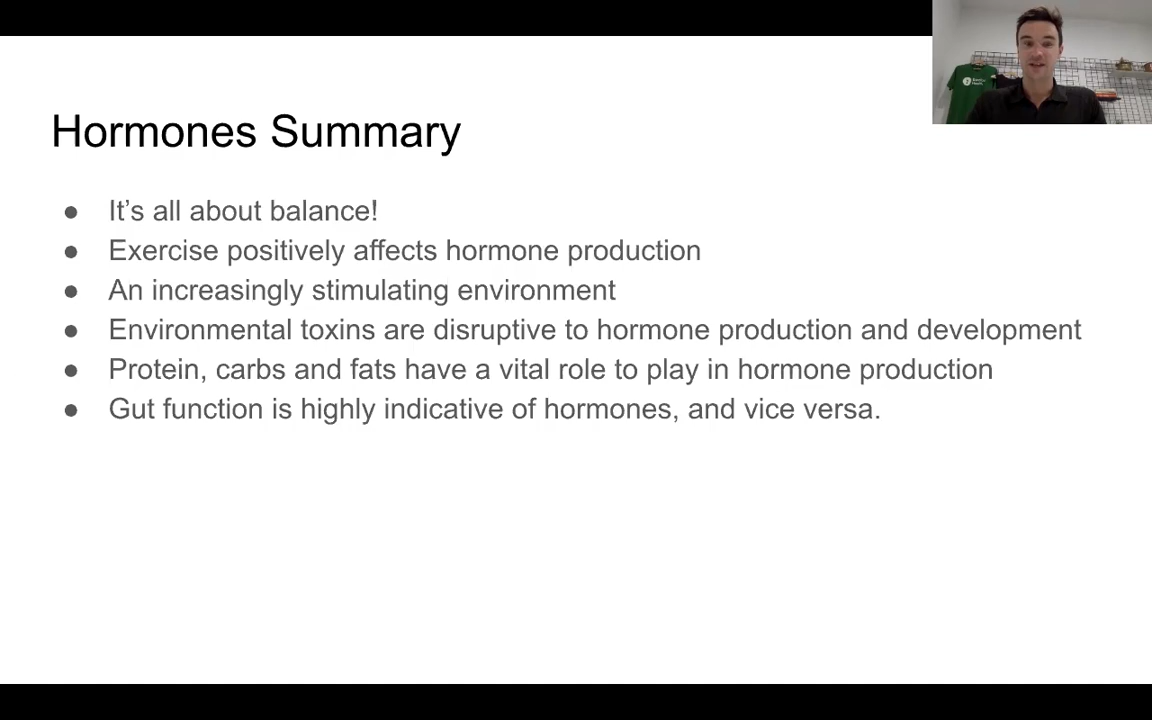 Hormones Summary
● It’s all about balance!
● Exercise positively affects hormone production
● An increasingly stimulating environment
● Environmental toxins are disruptive to hormone production and development
● Protein, carbs and fats have a vital role to play in hormone production
● Gut function is highly indicative of hormones, and vice versa.